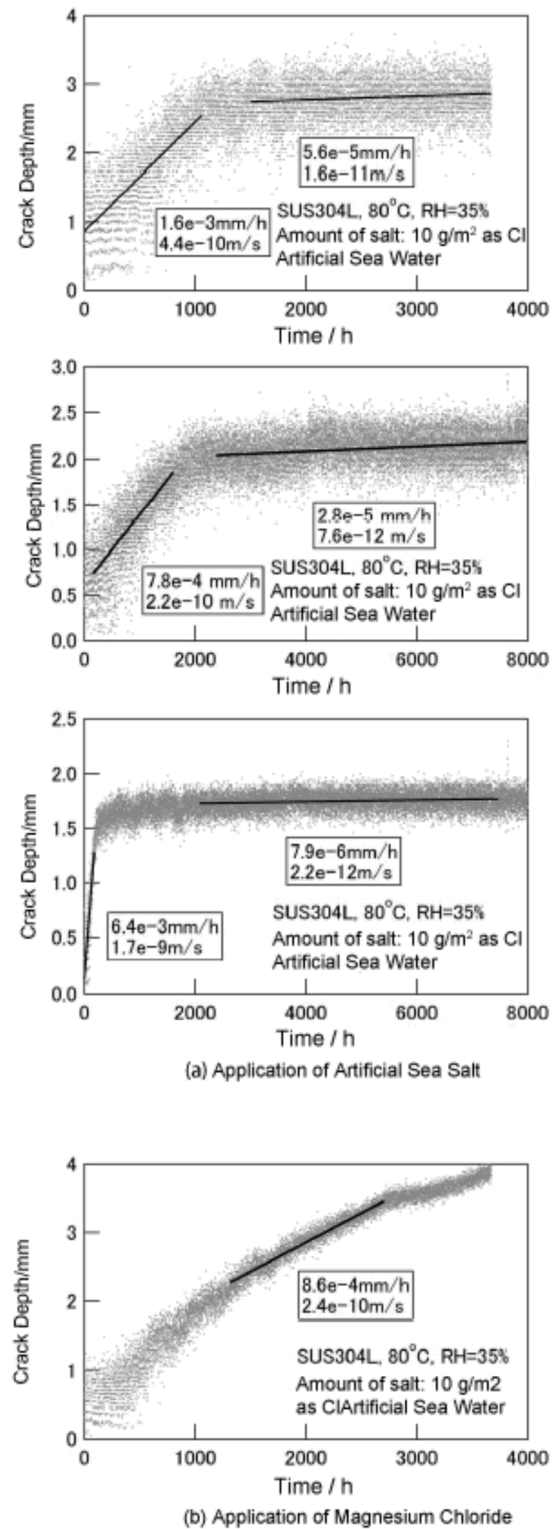 4
3
2
1
0
Crack Depth/mm
5.6e-5mm/h
1.6e-11m/s
1.6e-3mm/h
4.4e-10m/s
SUS304L, 80°C, RH=35%
Amount of salt: 10 g/m² as Cl
Artificial Sea Water
0 1000 2000 3000 4000
Time / h
3.0
2.5
2.0
1.5
1.0
0.5
0.0
Crack Depth/mm
2.8e-5 mm/h
7.6e-12 m/s
7.8e-4 mm/h
2.2e-10 m/s
SUS304L, 80°C, RH=35%
Amount of salt: 10 g/m² as Cl
Artificial Sea Water
0 2000 4000 6000 8000
Time / h
2.5
2.0
1.5
1.0
0.5
0.0
Crack Depth/mm
7.9e-6mm/h
2.2e-12m/s
6.4e-3mm/h
1.7e-9m/s
SUS304L, 80°C, RH=35%
Amount of salt: 10 g/m² as Cl
Artificial Sea Water
0 2000 4000 6000 8000
Time / h
(a) Application of Artificial Sea Salt
4
3
2
1
0
Crack Depth/mm
8.6e-4mm/h
2.4e-10m/s
SUS304L, 80°C, RH=35%
Amount of salt: 10 g/m2
as ClArtificial Sea Water
0 1000 2000 3000 4000
Time / h
(b) Application of Magnesium Chloride